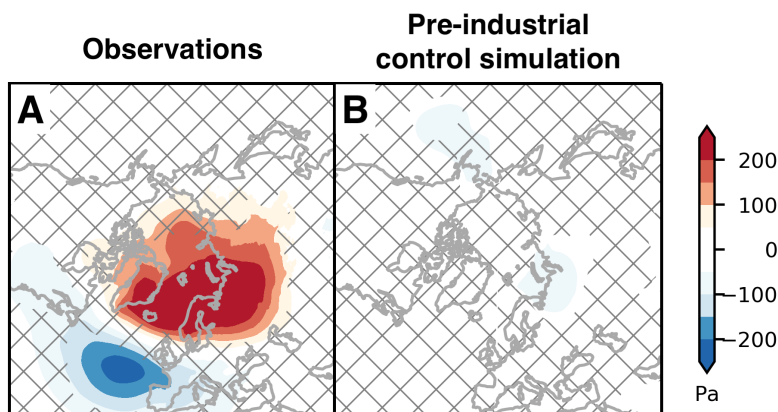 Observations
Pre-industrial
control simulation
A
B
200
100
0
−100
−200
Pa